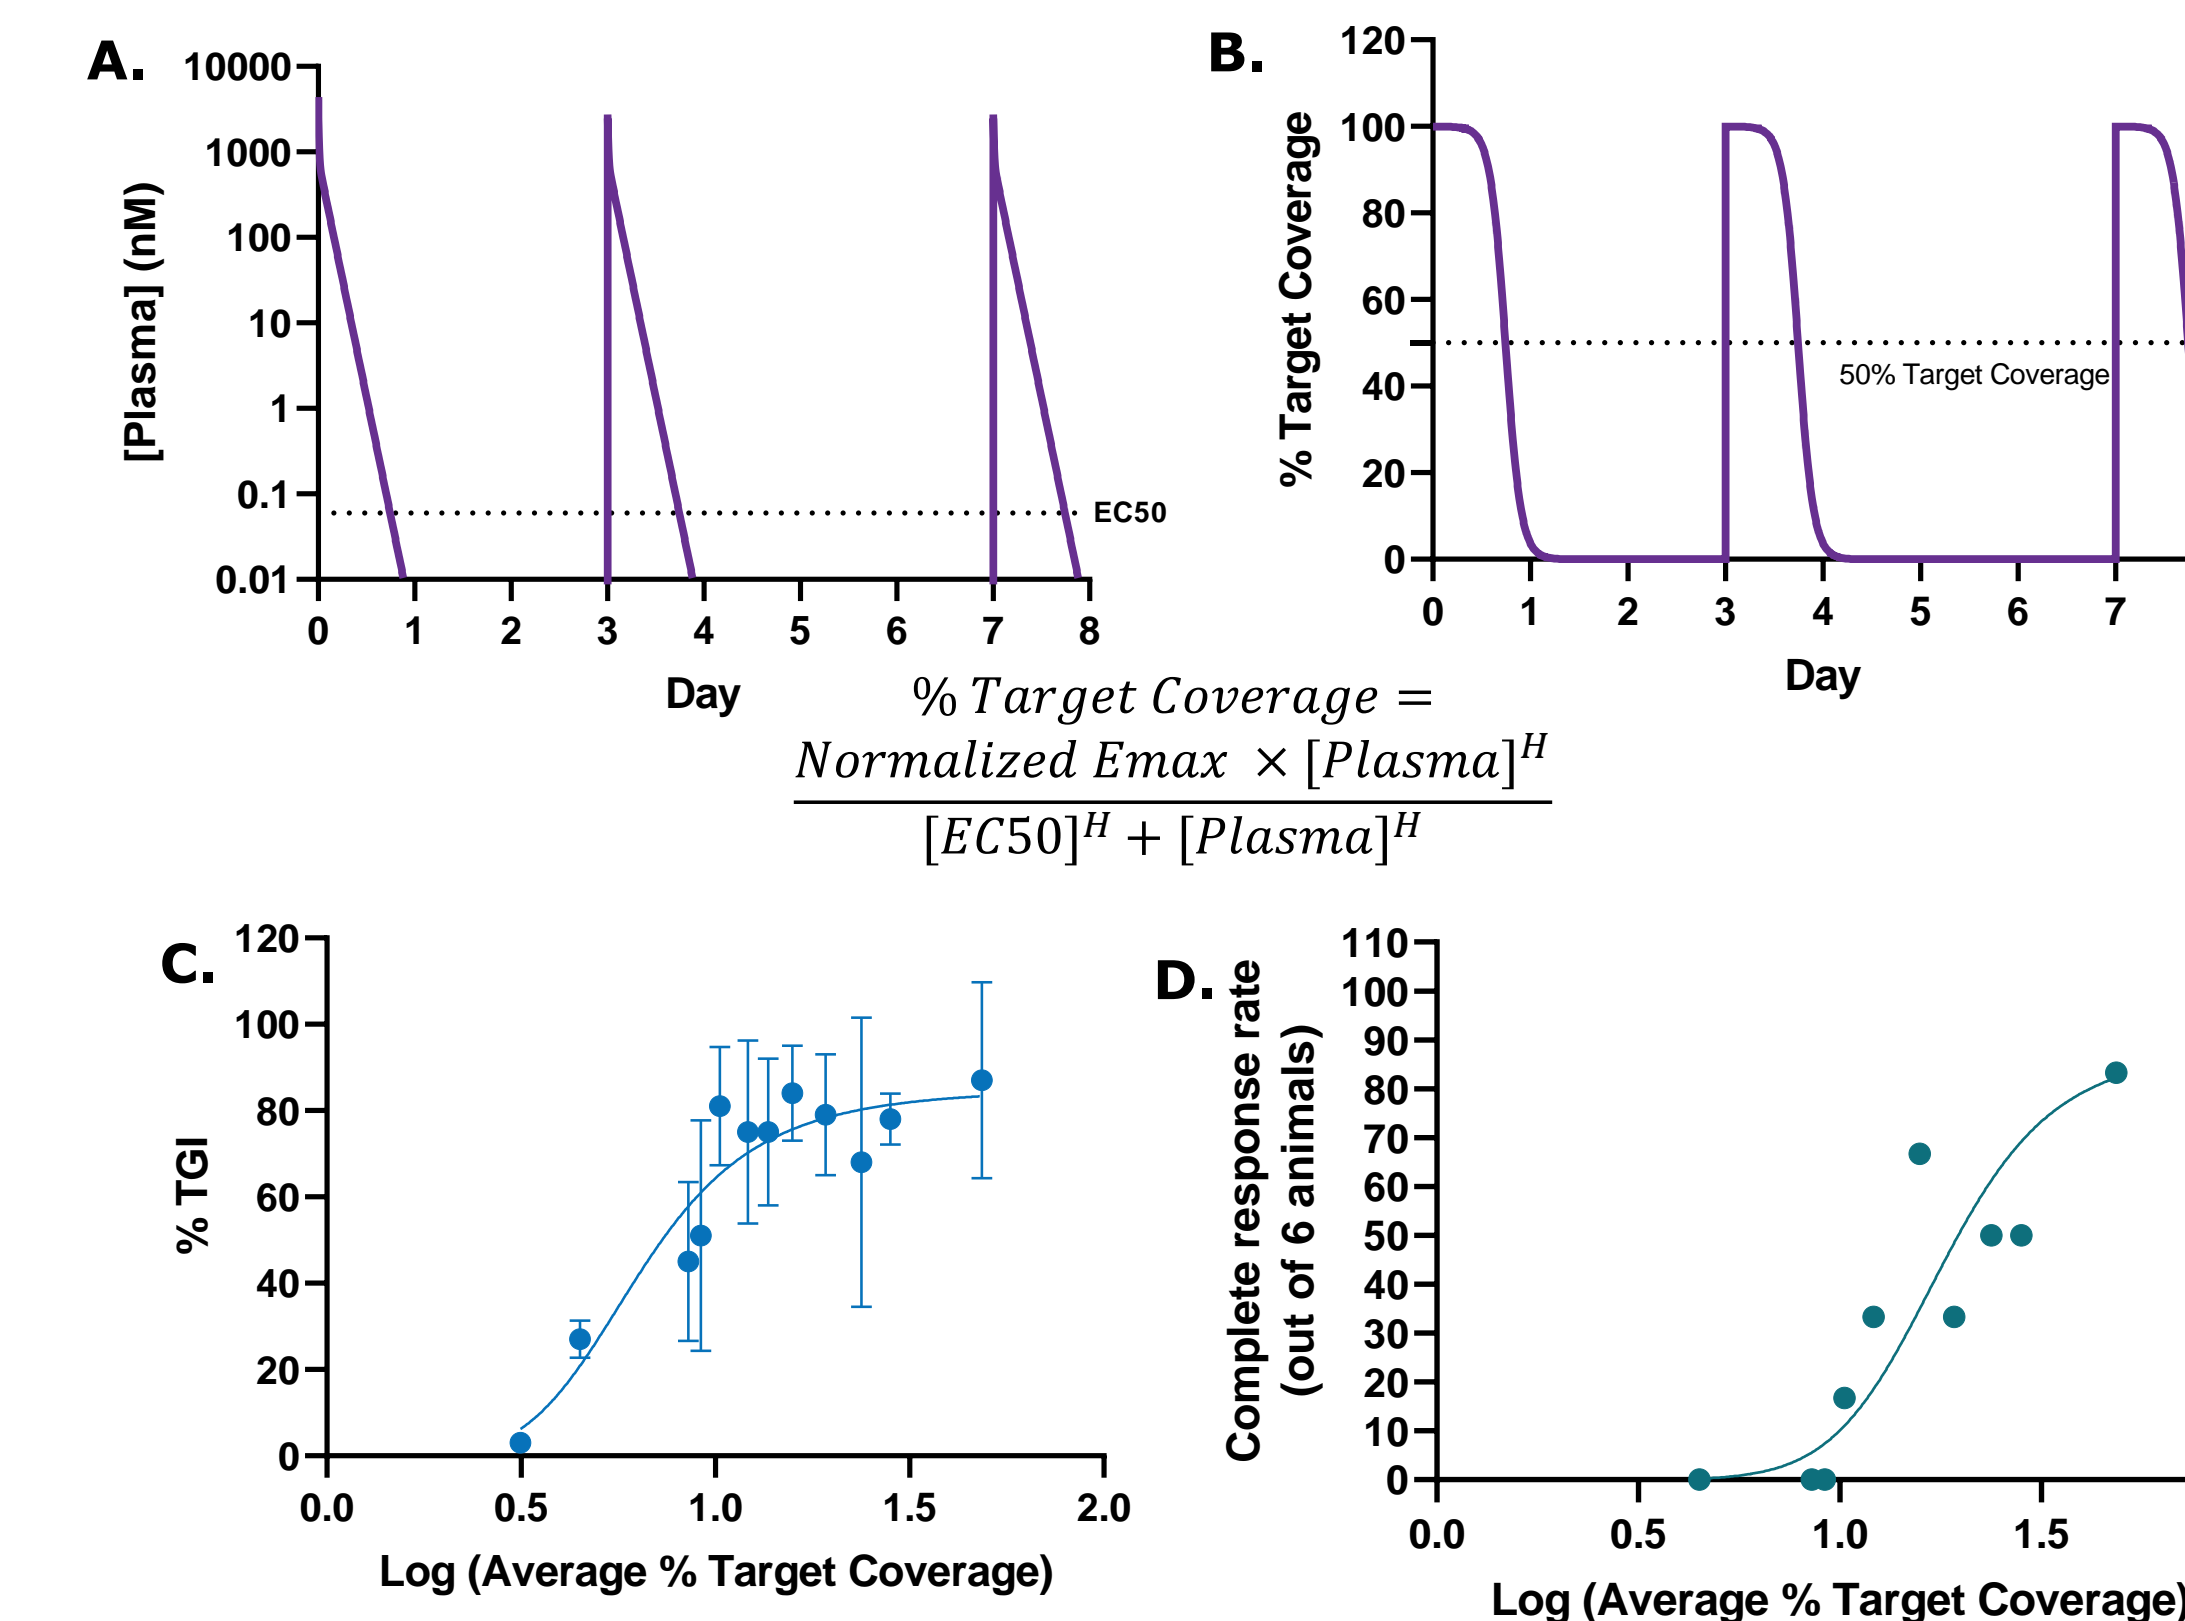 A.
10000
1000
100
10
1
0.1
0.01
[Plasma] (nM)
EC50
0 1 2 3 4 5 6 7 8
Day
B.
120
100
80
60
40
20
0
% Target Coverage
50% Target Coverage
0 1 2 3 4 5 6 7
Day
% Target Coverage =
Normalized Emax × [Plasma]^H
[EC50]^H + [Plasma]^H
C.
120
100
80
60
40
20
0
% TGI
0.0 0.5 1.0 1.5 2.0
Log (Average % Target Coverage)
D.
110
100
90
80
70
60
50
40
30
20
10
0
Complete response rate
(out of 6 animals)
0.0 0.5 1.0 1.5
Log (Average % Target Coverage)